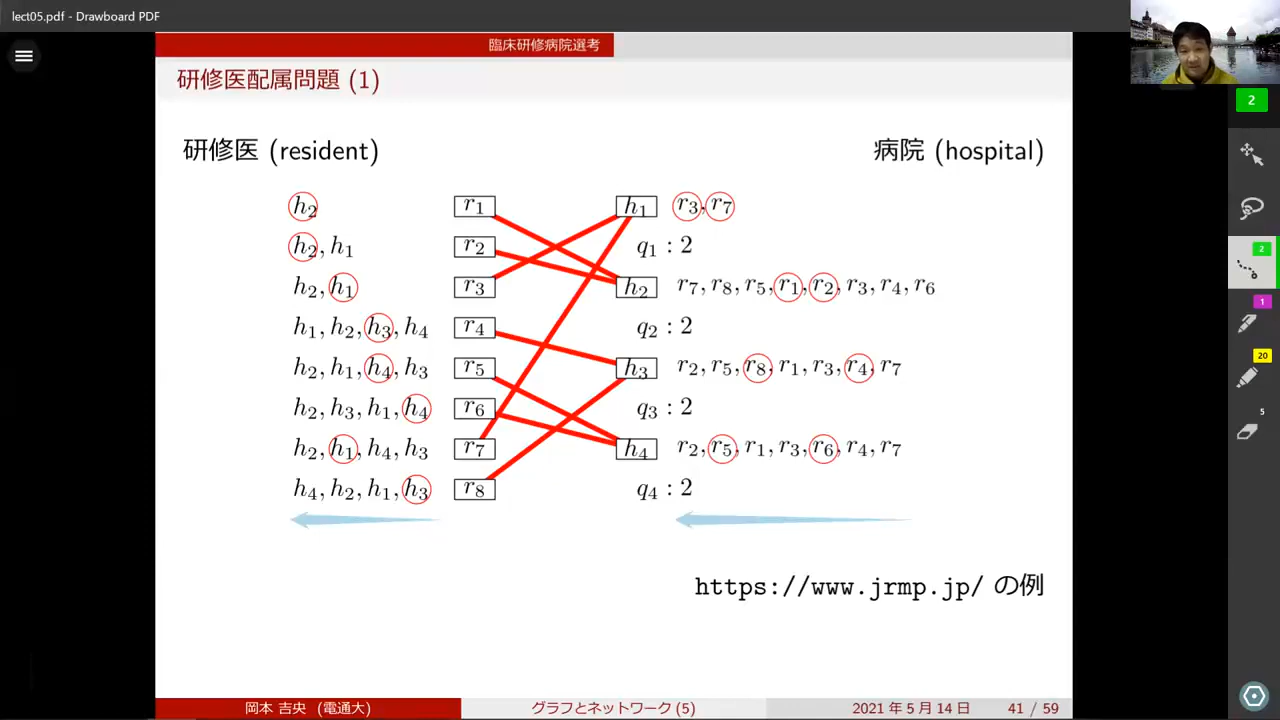 lect05.pdf - Drawboard PDF
臨床研修病院選考
研修医配属問題 (1)
研修医 (resident)
病院 (hospital)
h2 r1 h1 r3, r7
h2, h1 r2 q1 : 2
h2, h1 r3 h2 r7, r8, r5, r1, r2, r3, r4, r6
h1, h2, h3, h4 r4 q2 : 2
h2, h1, h4, h3 r5 h3 r2, r5, r8, r1, r3, r4, r7
h2, h3, h1, h4 r6 q3 : 2
h2, h1, h4, h3 r7 h4 r2, r5, r1, r3, r6, r4, r7
h4, h2, h1, h3 r8 q4 : 2
https://www.jrmp.jp/ の例
岡本 吉央 (電通大)
グラフとネットワーク (5)
2021 年 5 月 14 日 41 / 59
2
2
1
20
5